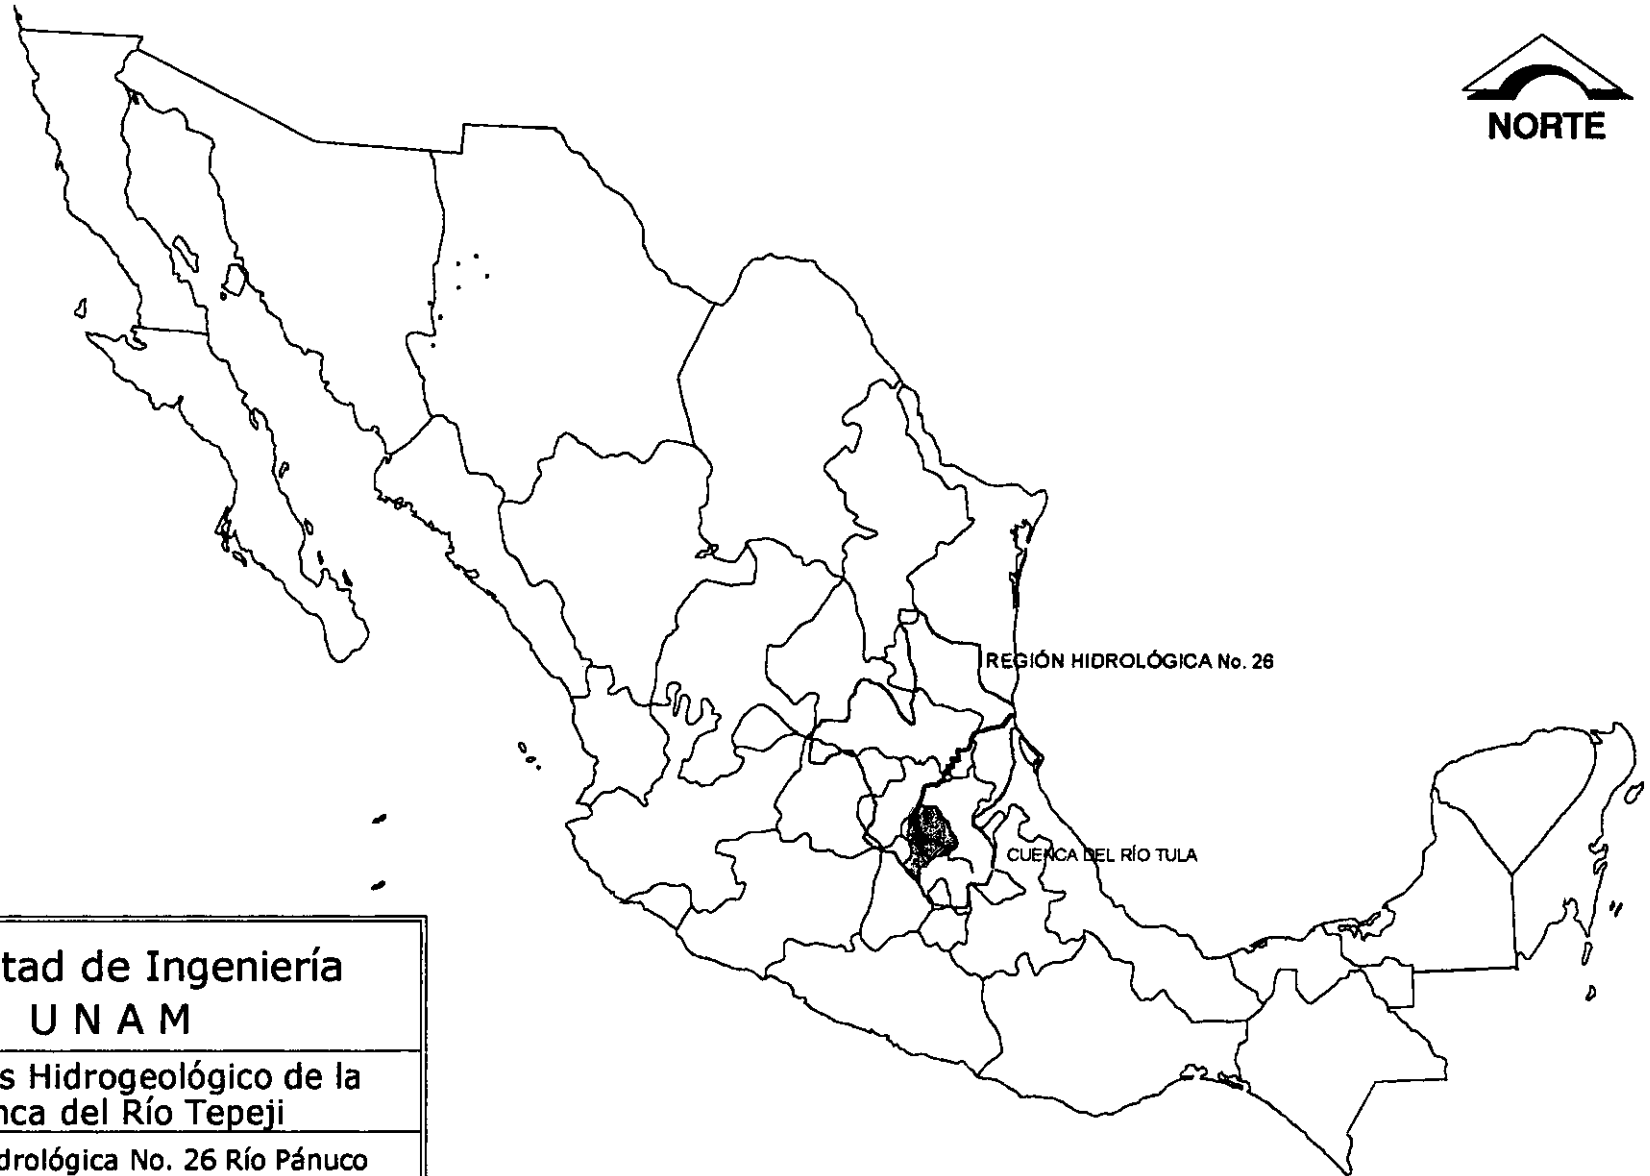 NORTE
REGIÓN HIDROLÓGICA No. 26
CUENCA DEL RÍO TULA
tad de Ingeniería
U N A M
s Hidrogeológico de la
nca del Río Tepeji
drológica No. 26 Río Pánuco